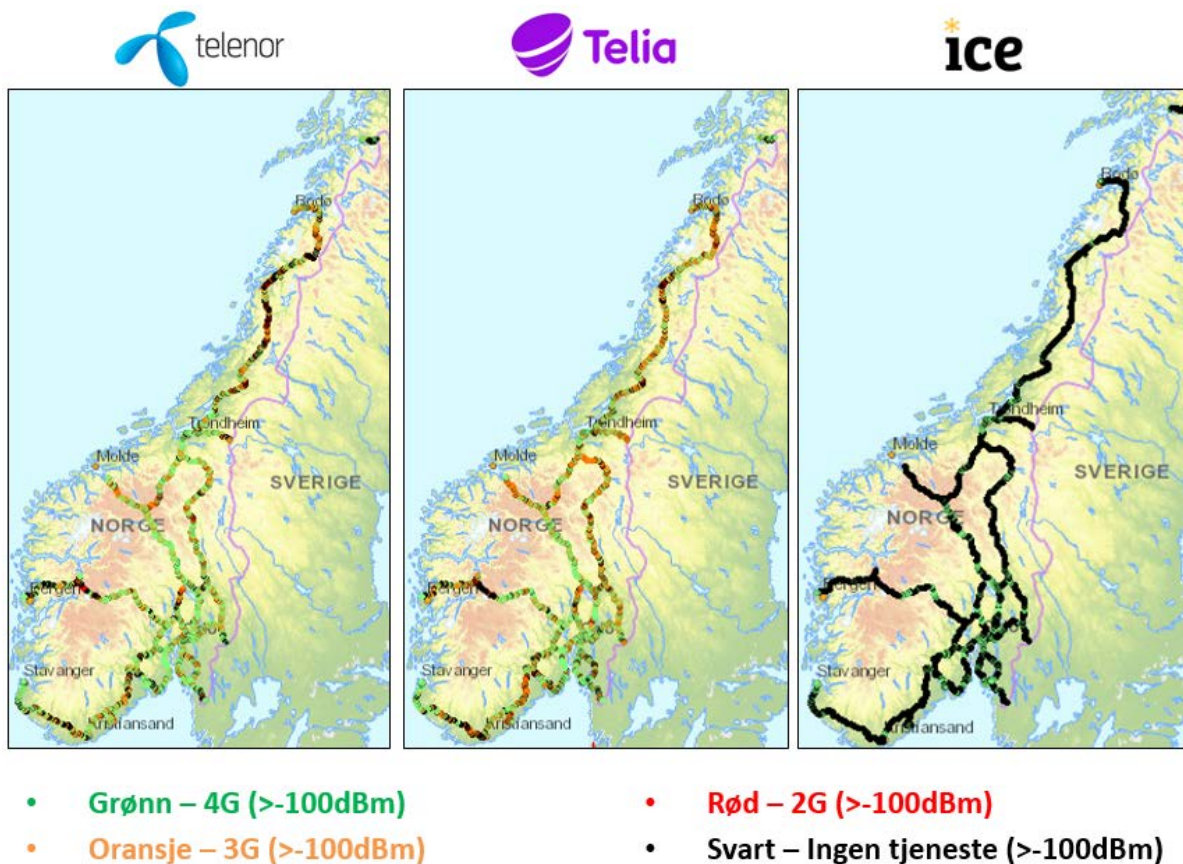 telenor
Telia
ice
Bodø
Trondheim
Molde
SVERIGE
NORGE
Bergen
Stavanger
Kristiansand
Bodø
Trondheim
Molde
SVERIGE
NORGE
Bergen
Stavanger
Kristiansand
Bodø
Trondheim
Molde
SVERIGE
NORGE
Bergen
Stavanger
Kristiansand
• Grønn – 4G (>-100dBm)
• Rød – 2G (>-100dBm)
• Oransje – 3G (>-100dBm)
• Svart – Ingen tjeneste (>-100dBm)